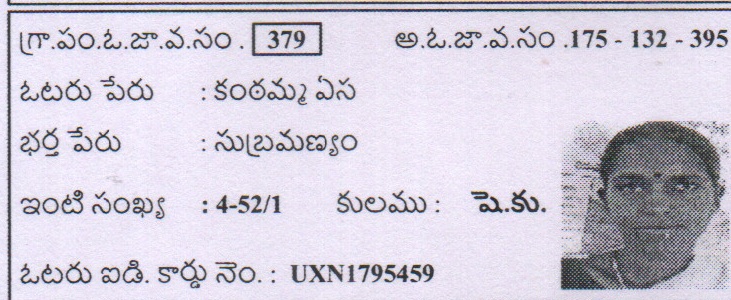 గ్రా.పం.ఓ.జా.వ.సం . 379 అ.ఓ.జా.వ.సం .175 - 132 - 395
ఓటరు పేరు : కంఠమ్మ ఏస
భర్త పేరు : సుబ్రమణ్యం
ఇంటి సంఖ్య : 4-52/1 కులము : షె.కు.
ఓటరు ఐడి. కార్డు నెం. : UXN1795459